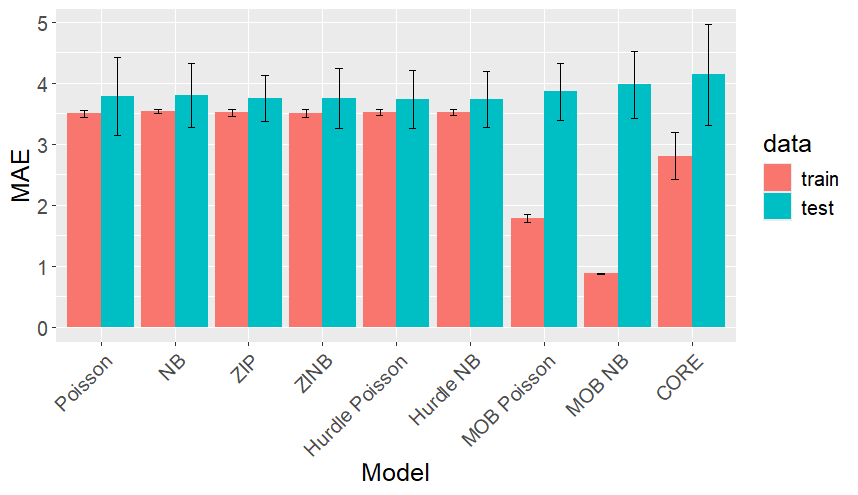 MAE
5
4
3
2
1
0
Poisson
NB
ZIP
ZINB
Hurdle Poisson
Hurdle NB
MOB Poisson
MOB NB
CORE
Model
data
train
test